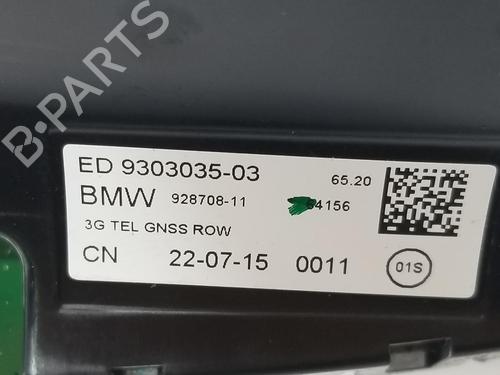 B-PARTS
ED 9303035-03 65.20
BMW 928708-11 4156
3G TEL GNSS ROW
CN 22-07-15 0011 01S